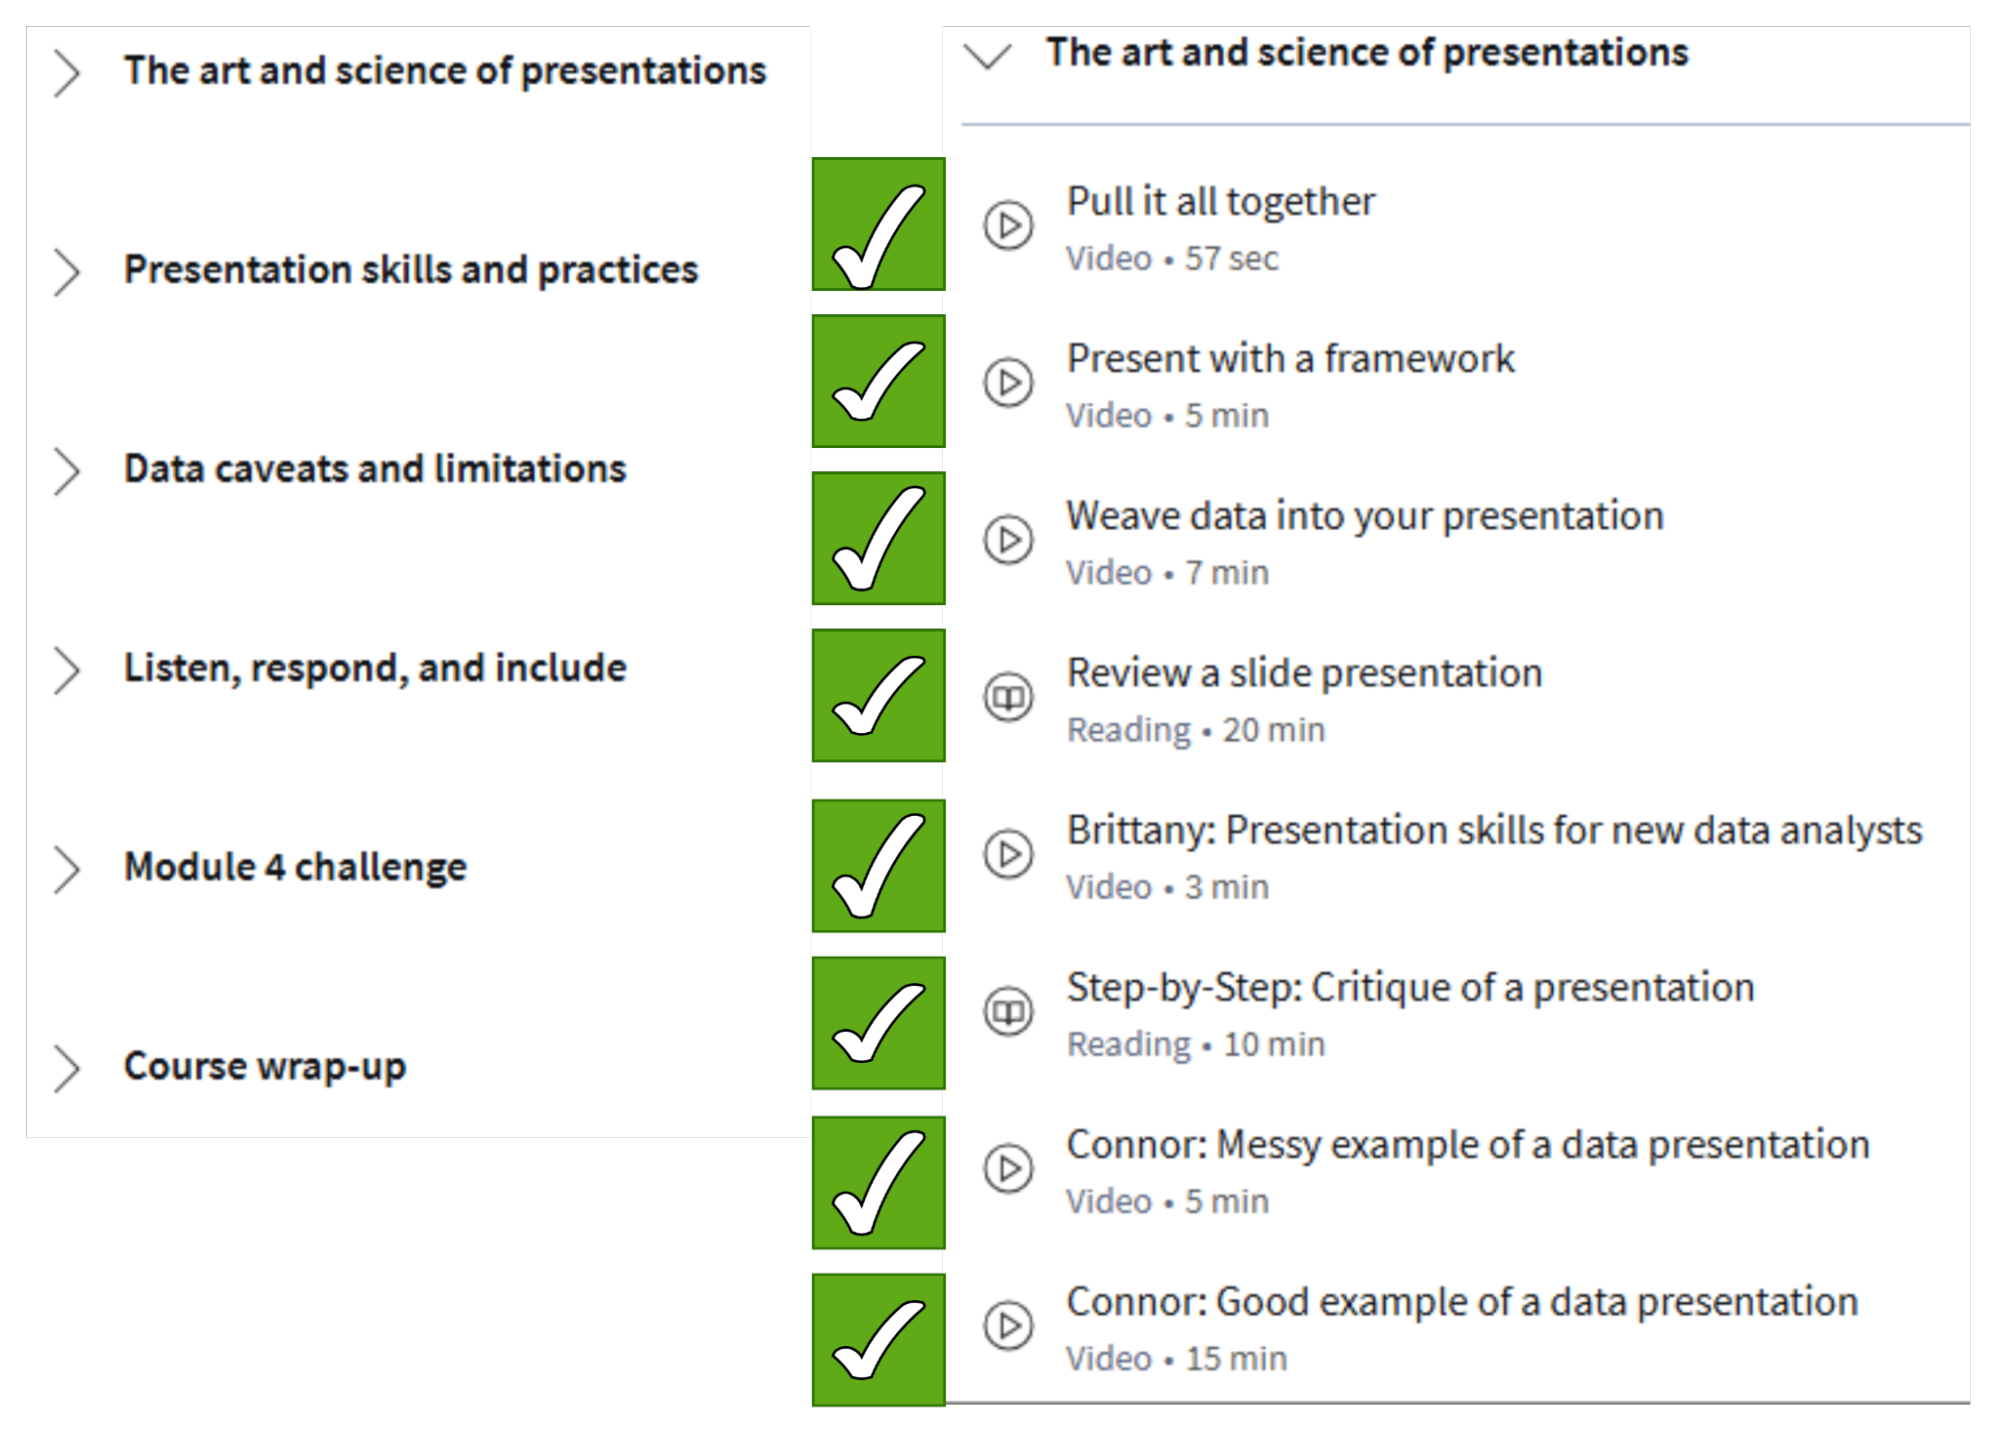 The art and science of presentations
Presentation skills and practices
Data caveats and limitations
Listen, respond, and include
Module 4 challenge
Course wrap-up
The art and science of presentations
Pull it all together
Video • 57 sec
Present with a framework
Video • 5 min
Weave data into your presentation
Video • 7 min
Review a slide presentation
Reading • 20 min
Brittany: Presentation skills for new data analysts
Video • 3 min
Step-by-Step: Critique of a presentation
Reading • 10 min
Connor: Messy example of a data presentation
Video • 5 min
Connor: Good example of a data presentation
Video • 15 min